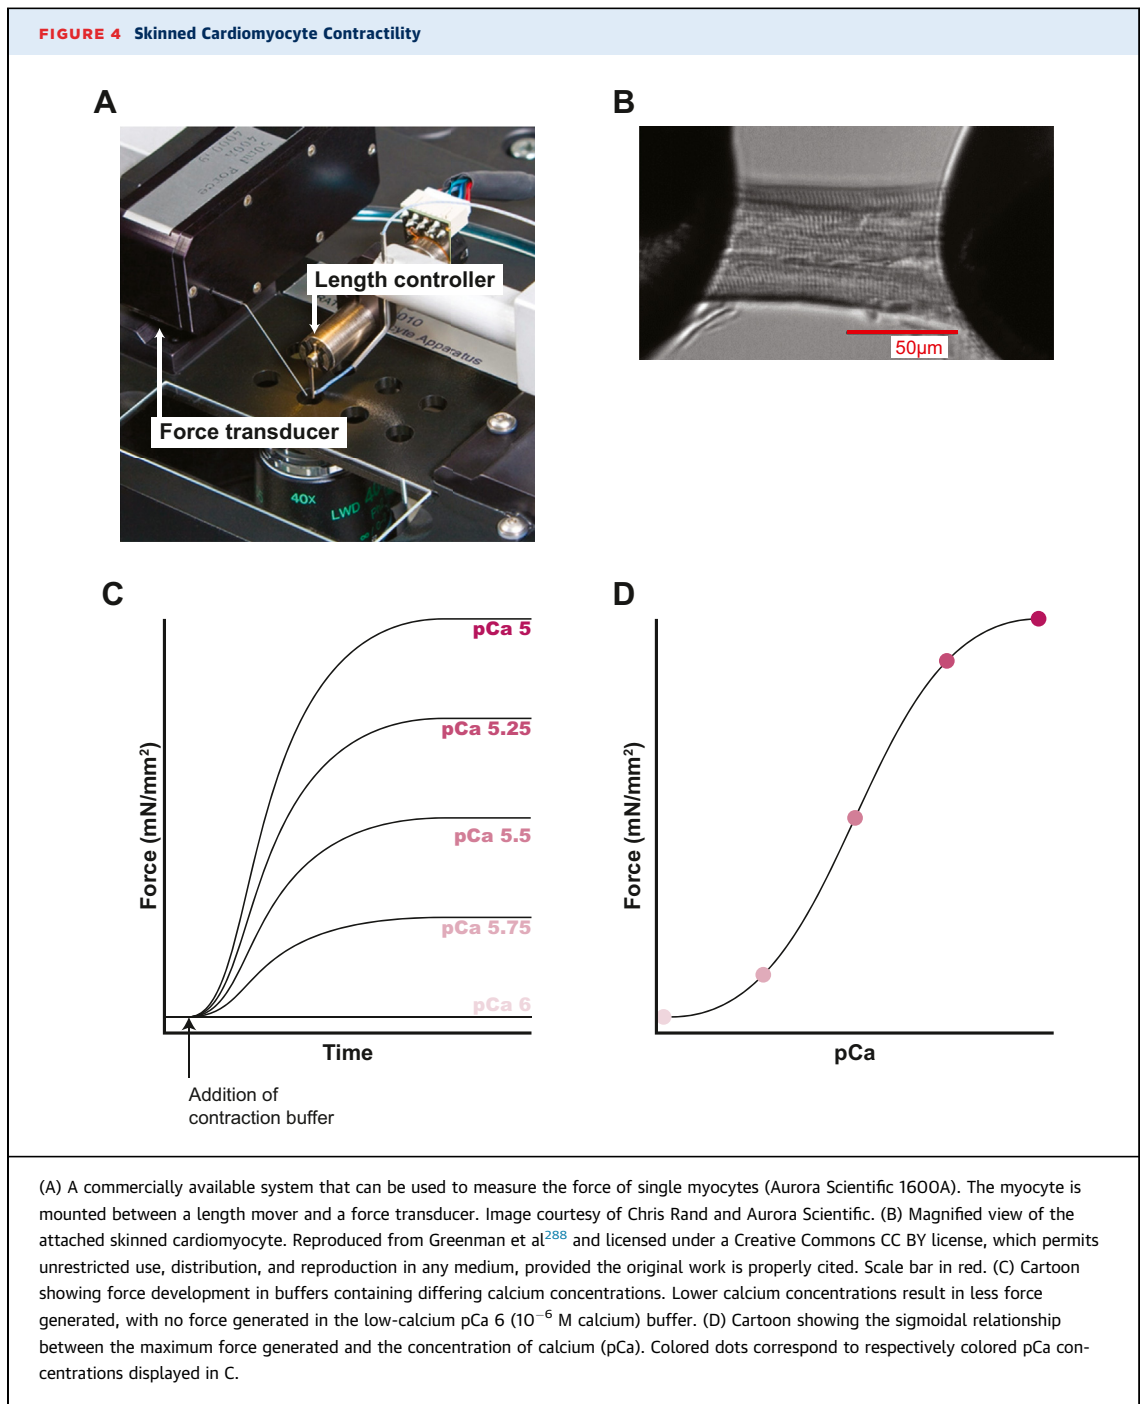 FIGURE 4 Skinned Cardiomyocyte Contractility
A
B
50mN Force
400A
Length controller
Apparatus
Force transducer
40X
LWD
50µm
C
D
pCa 5
pCa 5.25
pCa 5.5
pCa 5.75
pCa 6
Force (mN/mm²)
Time
Addition of
contraction buffer
Force (mN/mm²)
pCa
(A) A commercially available system that can be used to measure the force of single myocytes (Aurora Scientific 1600A). The myocyte is
mounted between a length mover and a force transducer. Image courtesy of Chris Rand and Aurora Scientific. (B) Magnified view of the
attached skinned cardiomyocyte. Reproduced from Greenman et al²⁸⁸ and licensed under a Creative Commons CC BY license, which permits
unrestricted use, distribution, and reproduction in any medium, provided the original work is properly cited. Scale bar in red. (C) Cartoon
showing force development in buffers containing differing calcium concentrations. Lower calcium concentrations result in less force
generated, with no force generated in the low-calcium pCa 6 (10⁻⁶ M calcium) buffer. (D) Cartoon showing the sigmoidal relationship
between the maximum force generated and the concentration of calcium (pCa). Colored dots correspond to respectively colored pCa con-
centrations displayed in C.